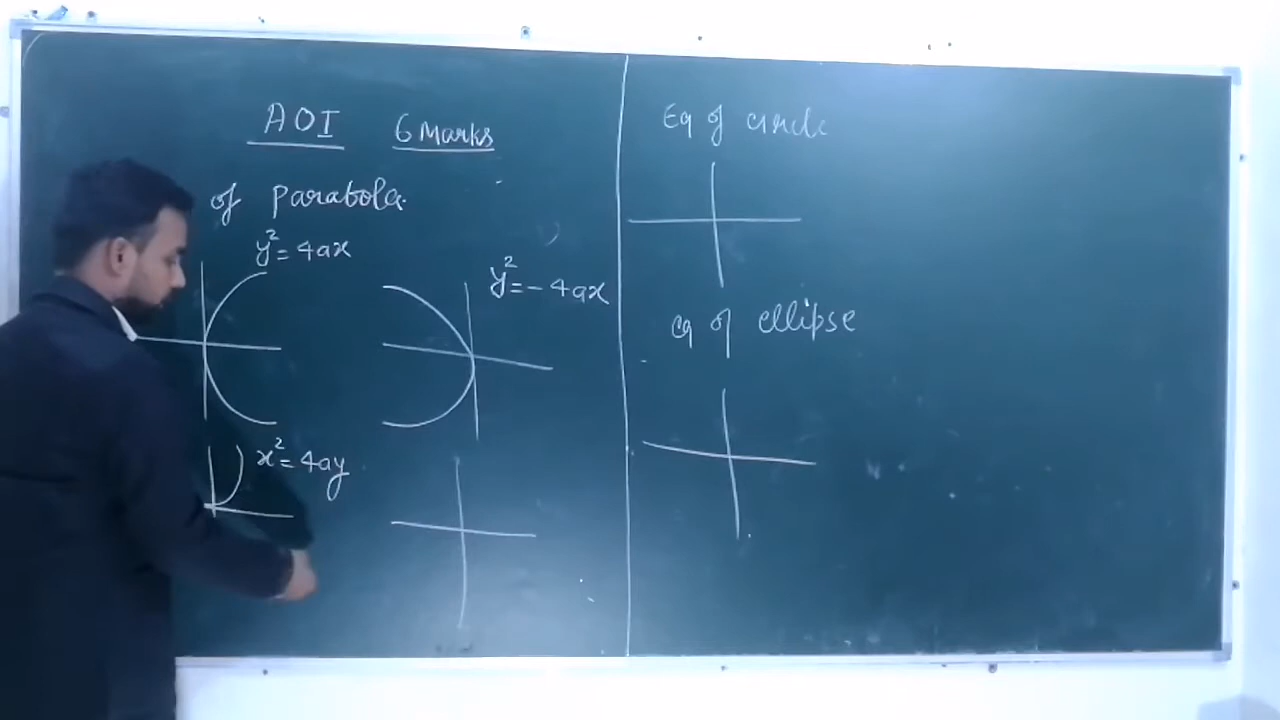 AOI 6 Marks
of parabola.
y² = 4ax
y² = - 4ax
x² = 4ay
Eq of circle
Eq of ellipse